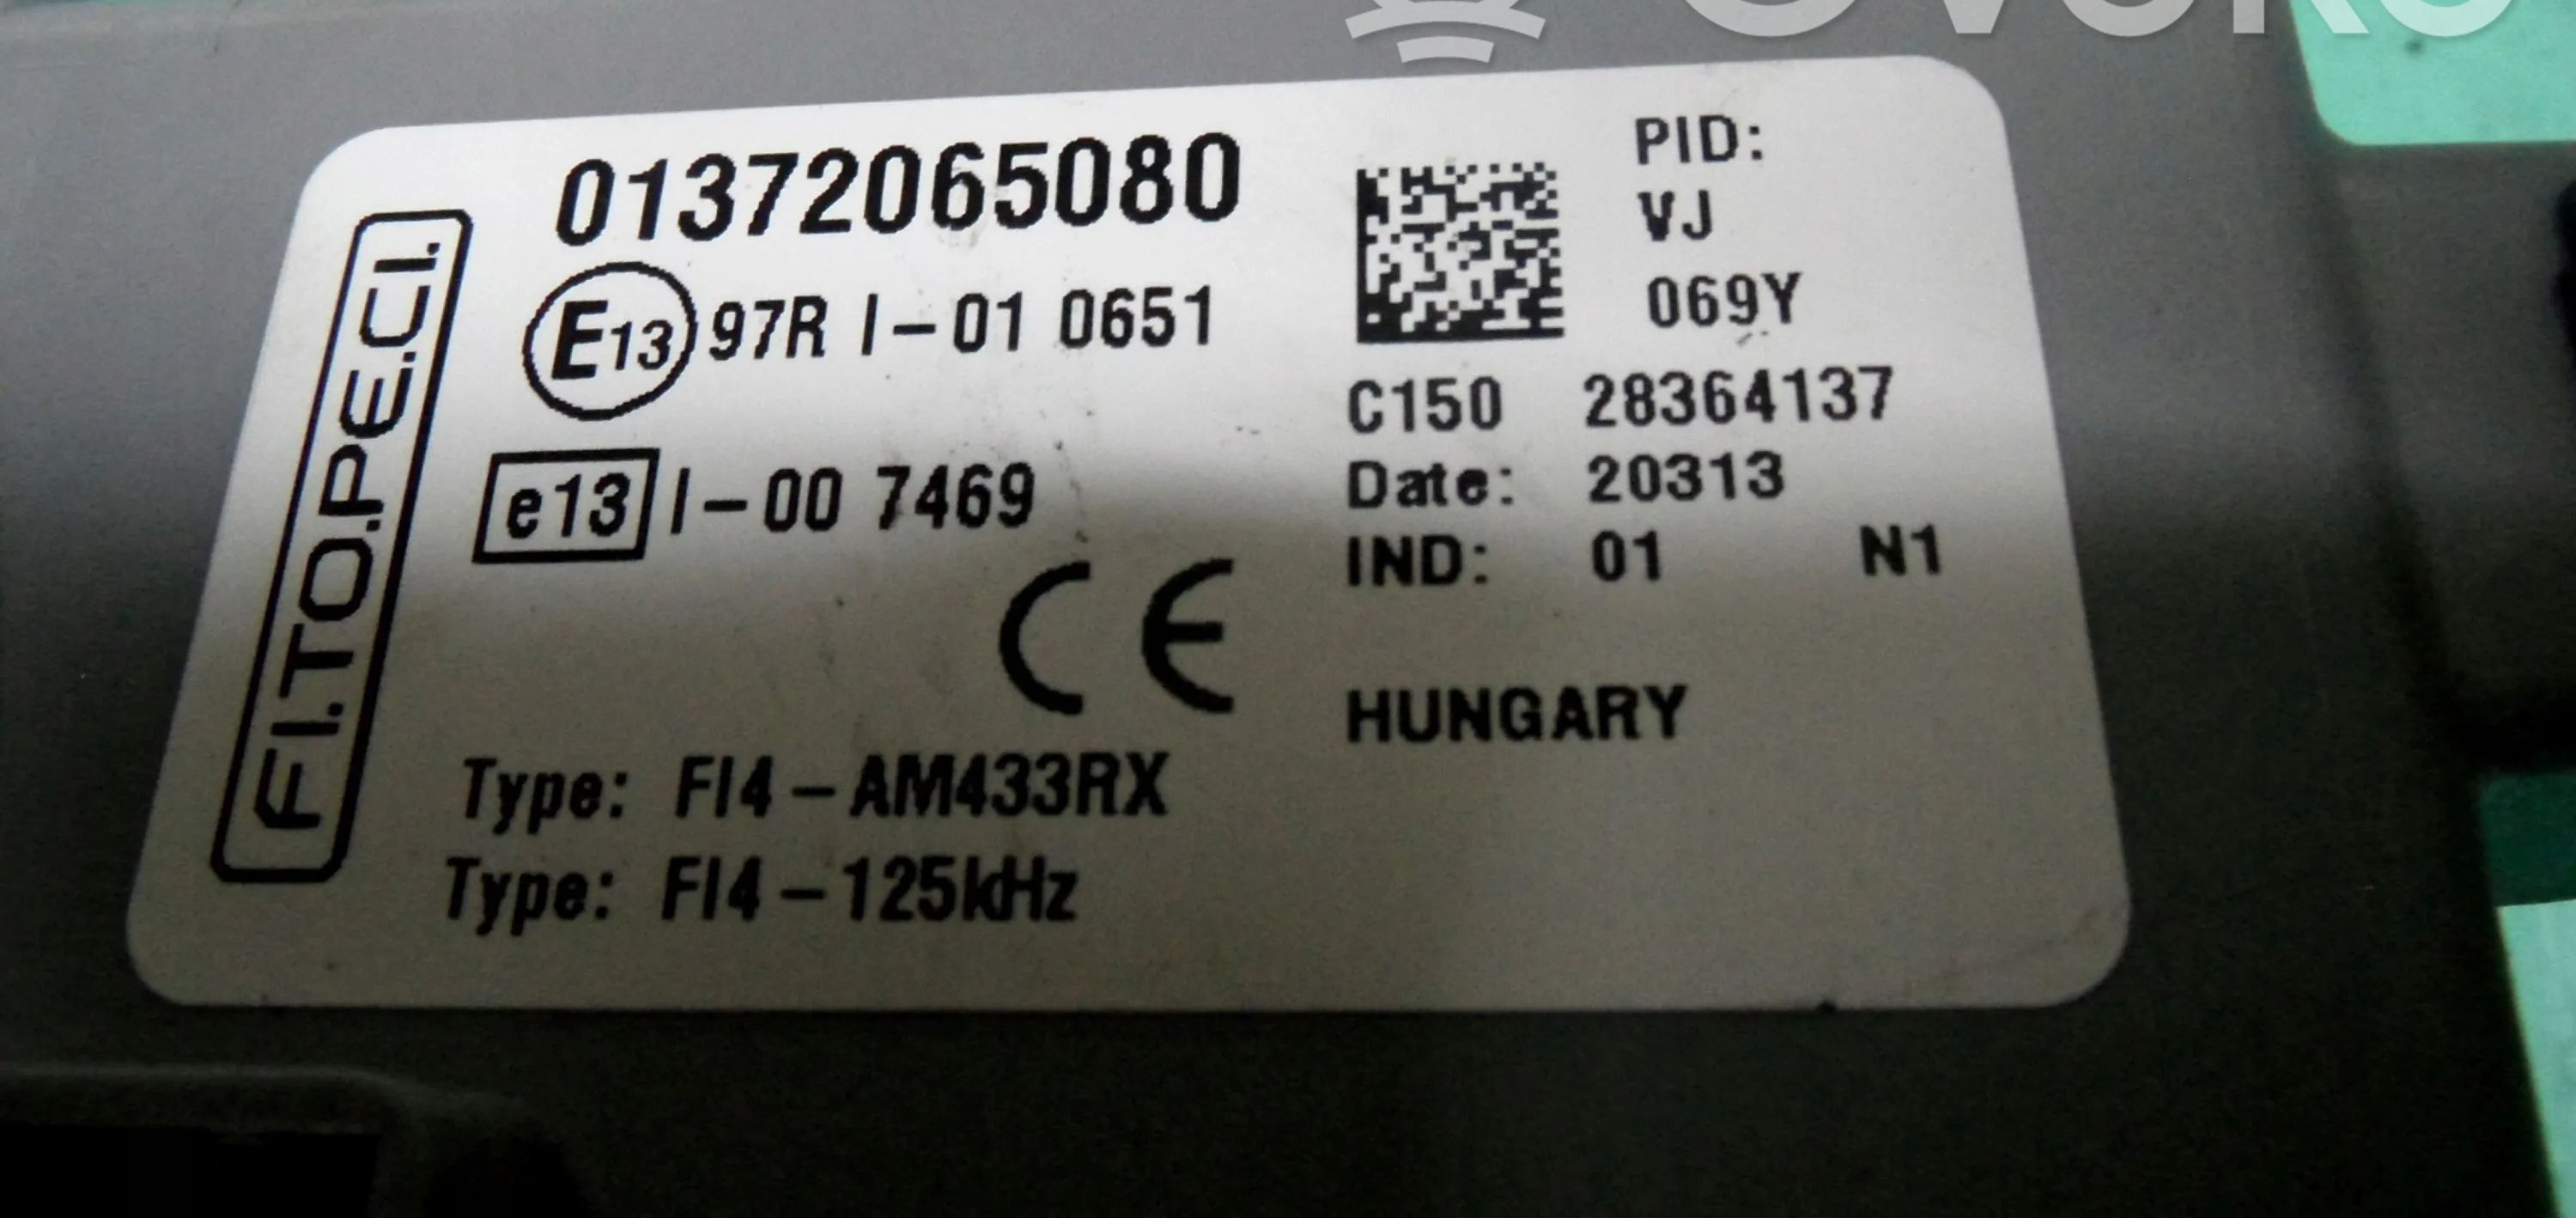 FI.TO.PE.CI.
01372065080
E13 97R I-01 0651
e13 I-00 7469
CE
Type: FI4-AM433RX
Type: FI4-125kHz
PID:
VJ
069Y
C150 28364137
Date: 20313
IND: 01 N1
HUNGARY